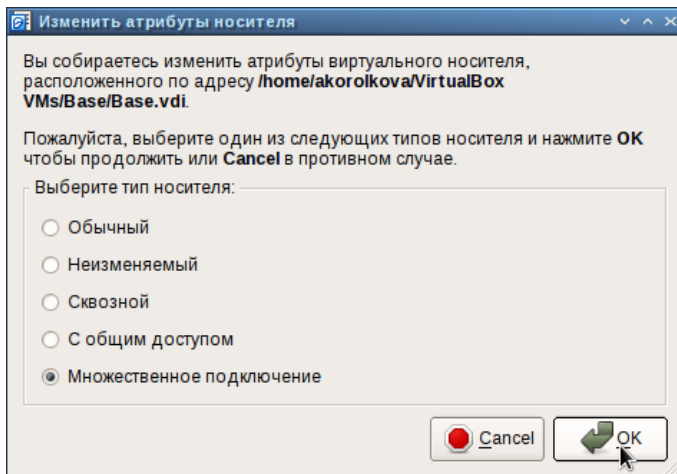 Изменить атрибуты носителя
Вы собираетесь изменить атрибуты виртуального носителя,
расположенного по адресу /home/akorolkova/VirtualBox
VMs/Base/Base.vdi.
Пожалуйста, выберите один из следующих типов носителя и нажмите OK
чтобы продолжить или Cancel в противном случае.
Выберите тип носителя:
Обычный
Неизменяемый
Сквозной
С общим доступом
Множественное подключение
Cancel
OK